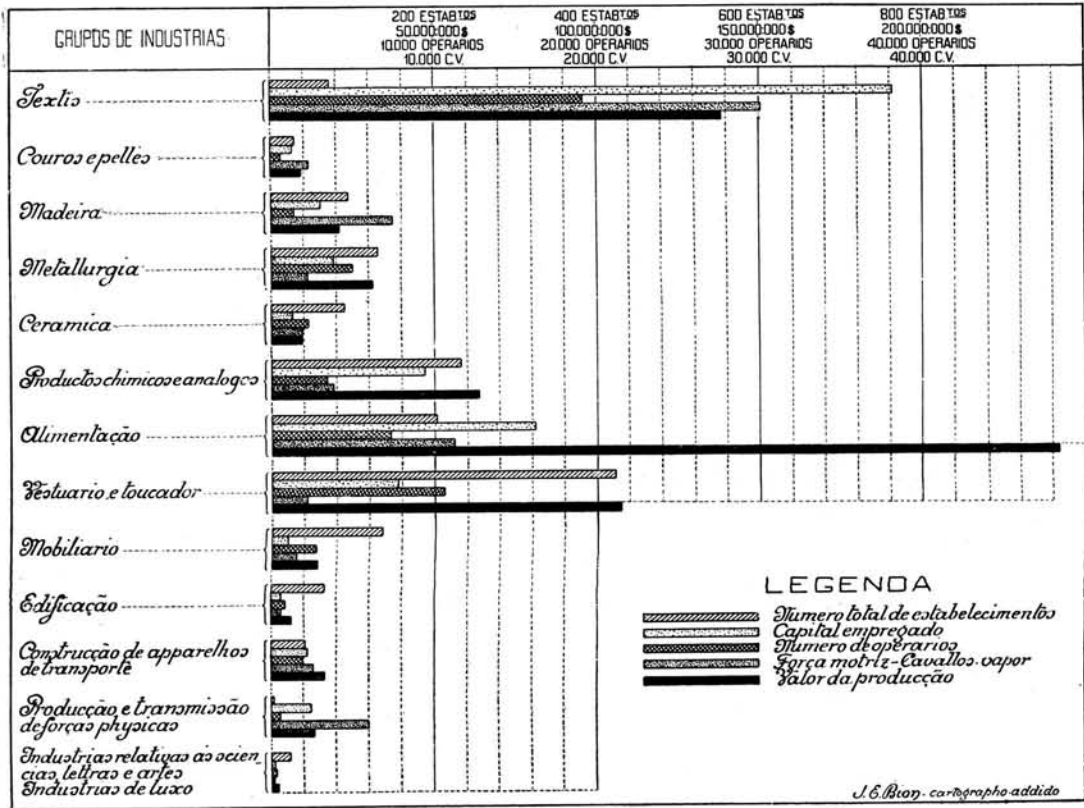 GRUPOS DE INDUSTRIAS
200 ESTABTOS
50.000:000$
10.000 OPERARIOS
10.000 C.V.
400 ESTABTOS
100.000:000$
20.000 OPERARIOS
20.000 C.V.
600 ESTABTOS
150.000:000$
30.000 OPERARIOS
30.000 C.V.
800 ESTABTOS
200.000:000$
40.000 OPERARIOS
40.000 C.V.
Textis
Couros e pelles
Madeira
Metallurgia
Ceramica
Productos chimicos e analogos
Alimentação
Vestuario e toucador
Mobiliario
Edificação
Construcção de apparelhos
de transporte
Producção e transmissão
de forças physicas
Industrias relativas ás scien
cias, lettras e artes
Industrias de luxo
LEGENDA
Numero total de estabelecimentos
Capital empregado
Numero de operarios
Força motriz-Cavallos-vapor
Valor da producção
J.E.Bion-cartographo-addido